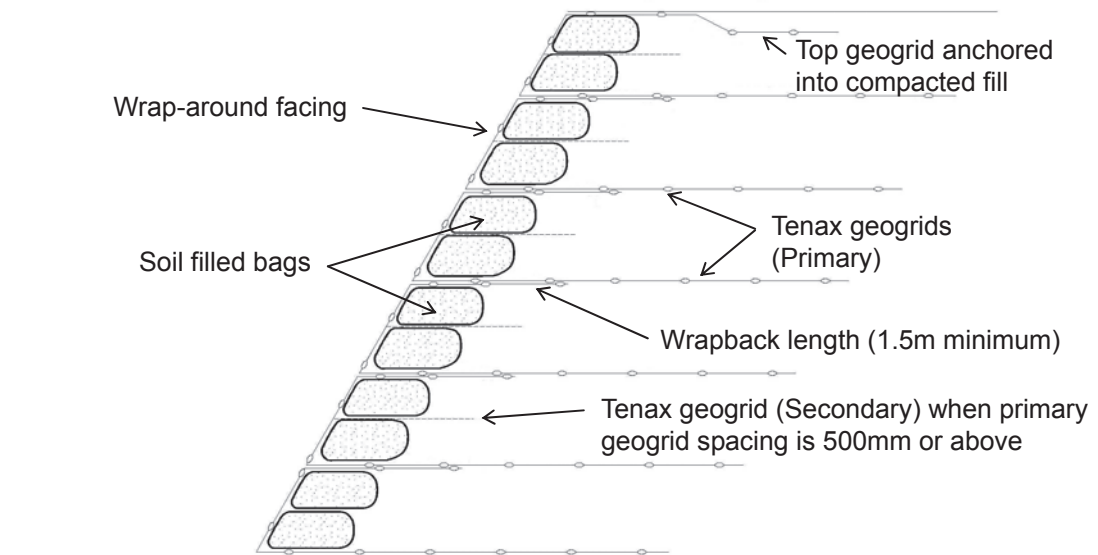 Top geogrid anchored
into compacted fill
Wrap-around facing
Tenax geogrids
(Primary)
Soil filled bags
Wrapback length (1.5m minimum)
Tenax geogrid (Secondary) when primary
geogrid spacing is 500mm or above